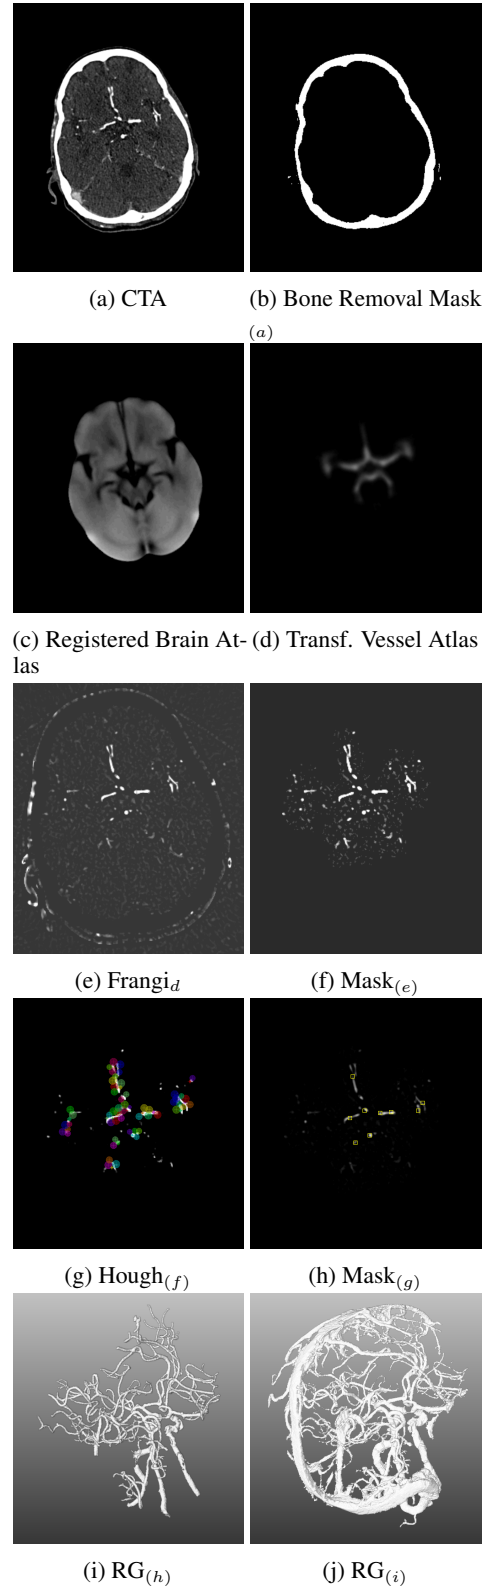 (a) CTA
(b) Bone Removal Mask
(a)
(c) Registered Brain At-
las
(d) Transf. Vessel Atlas
(e) Frangi_d
(f) Mask_(e)
(g) Hough_(f)
(h) Mask_(g)
(i) RG_(h)
(j) RG_(i)